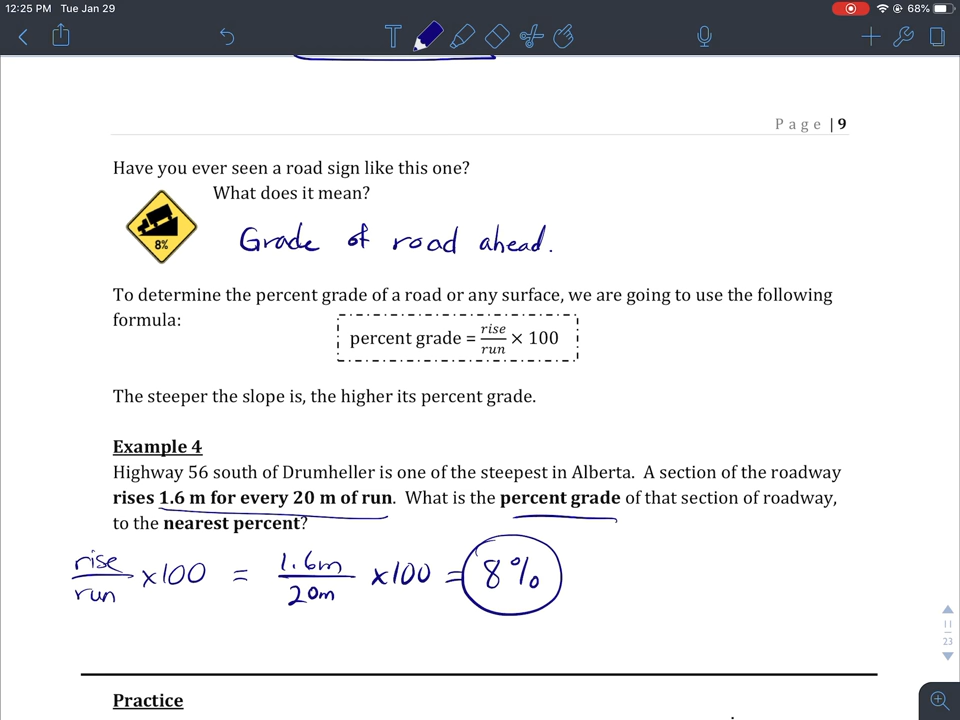 12:25 PM Tue Jan 29
68%
T
Page | 9
Have you ever seen a road sign like this one?
What does it mean?
8%
Grade of road ahead.
To determine the percent grade of a road or any surface, we are going to use the following
formula:
percent grade = rise/run × 100
The steeper the slope is, the higher its percent grade.
Example 4
Highway 56 south of Drumheller is one of the steepest in Alberta. A section of the roadway
rises 1.6 m for every 20 m of run. What is the percent grade of that section of roadway,
to the nearest percent?
rise/run ×100 = 1.6m/20m ×100 = 8%
11
23
Practice